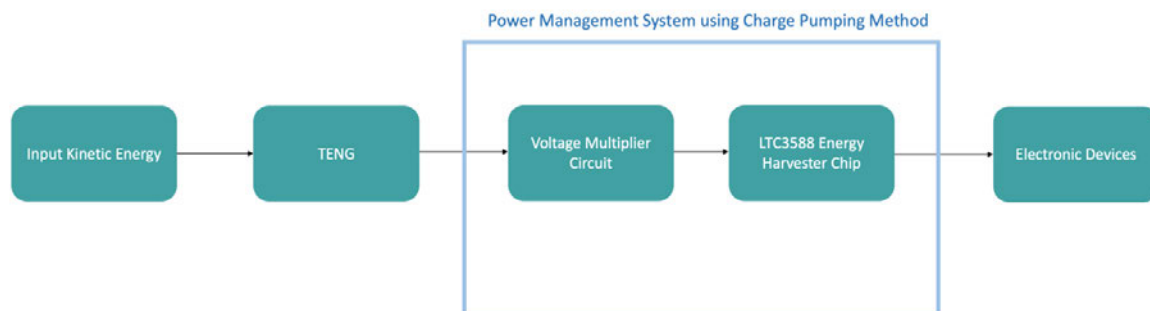 Power Management System using Charge Pumping Method
Input Kinetic Energy
TENG
Voltage Multiplier
Circuit
LTC3588 Energy
Harvester Chip
Electronic Devices